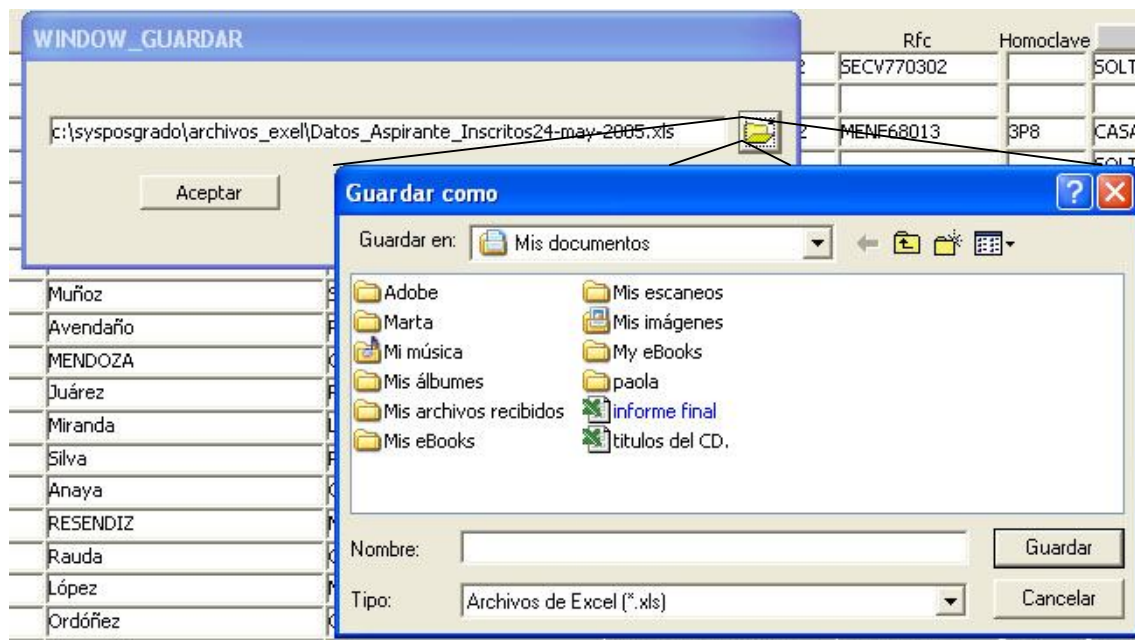 WINDOW_GUARDAR
Rfc Homoclave
2 SECV770302 SOLT
c:\sysposgrado\archivos_exel\Datos_Aspirante_Inscritos24-may-2005.xls
2 MENF68013 3P8 CASA
SOLT
Aceptar
Guardar como
Guardar en: Mis documentos
Adobe Mis escaneos
Marta Mis imágenes
Mi música My eBooks
Mis álbumes paola
Mis archivos recibidos informe final
Mis eBooks titulos del CD.
Nombre: Guardar
Tipo: Archivos de Excel (*.xls) Cancelar
Muñoz
Avendaño
MENDOZA
Juárez
Miranda
Silva
Anaya
RESENDIZ
Rauda
López
Ordóñez